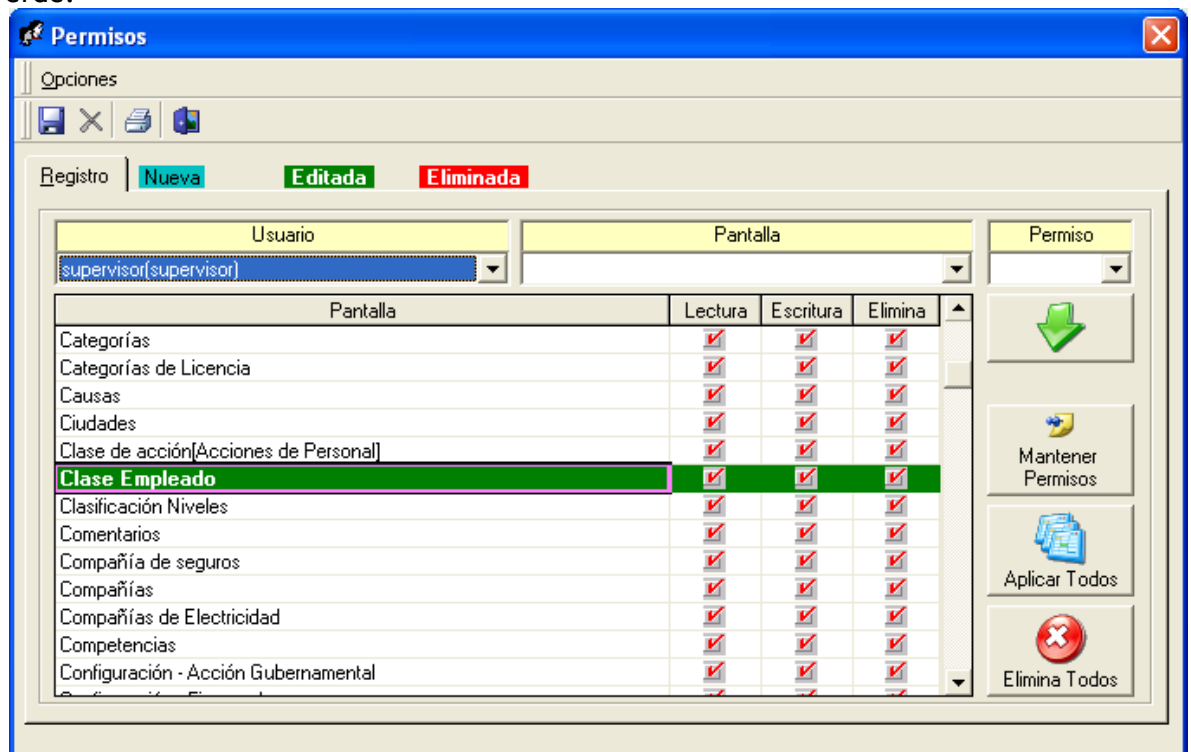 Permisos
Opciones
Registro Nueva Editada Eliminada
Usuario Pantalla Permiso
supervisor(supervisor)
Pantalla Lectura Escritura Elimina
Categorías
Categorías de Licencia
Causas
Ciudades
Clase de acción[Acciones de Personal]
Clase Empleado
Clasificación Niveles
Comentarios
Compañía de seguros
Compañías
Compañías de Electricidad
Competencias
Configuración - Acción Gubernamental
Mantener
Permisos
Aplicar Todos
Elimina Todos